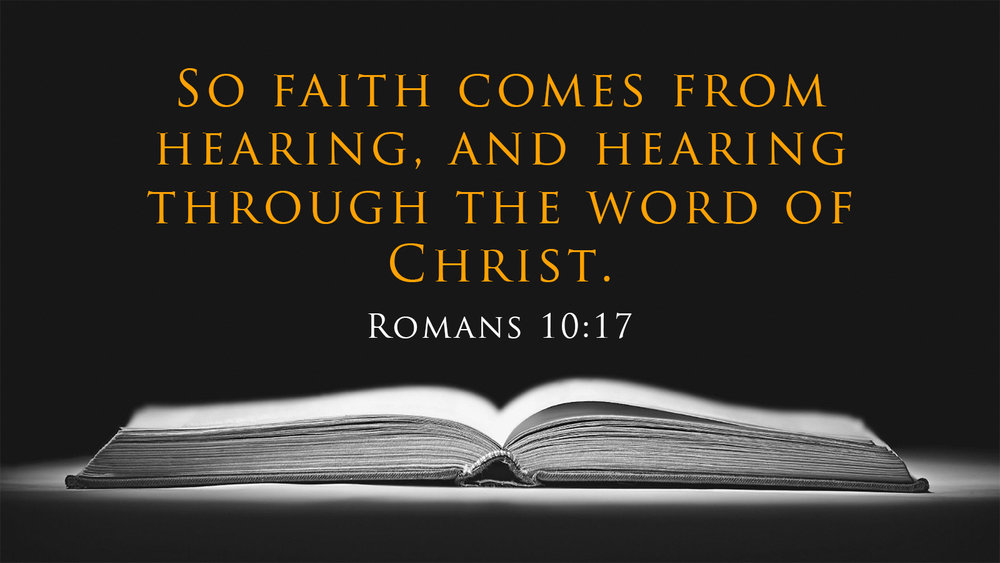 So faith comes from
hearing, and hearing
through the word of
Christ.
Romans 10:17